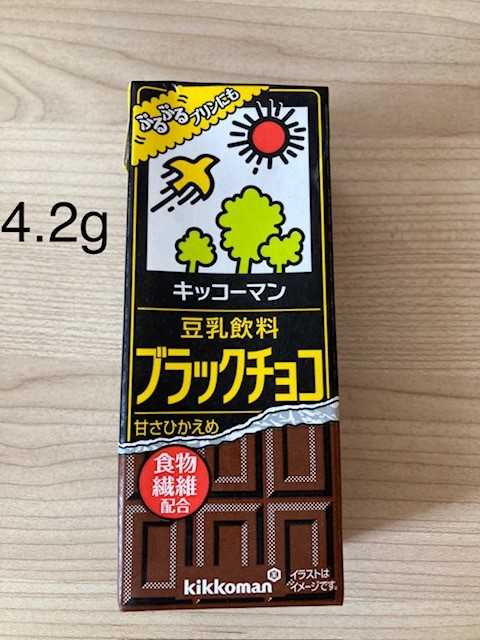 ぷるぷる プリンにも
4.2g
キッコーマン
豆乳飲料
ブラックチョコ
甘さひかえめ
食物
繊維
配合
kikkoman
イラストは
イメージです。